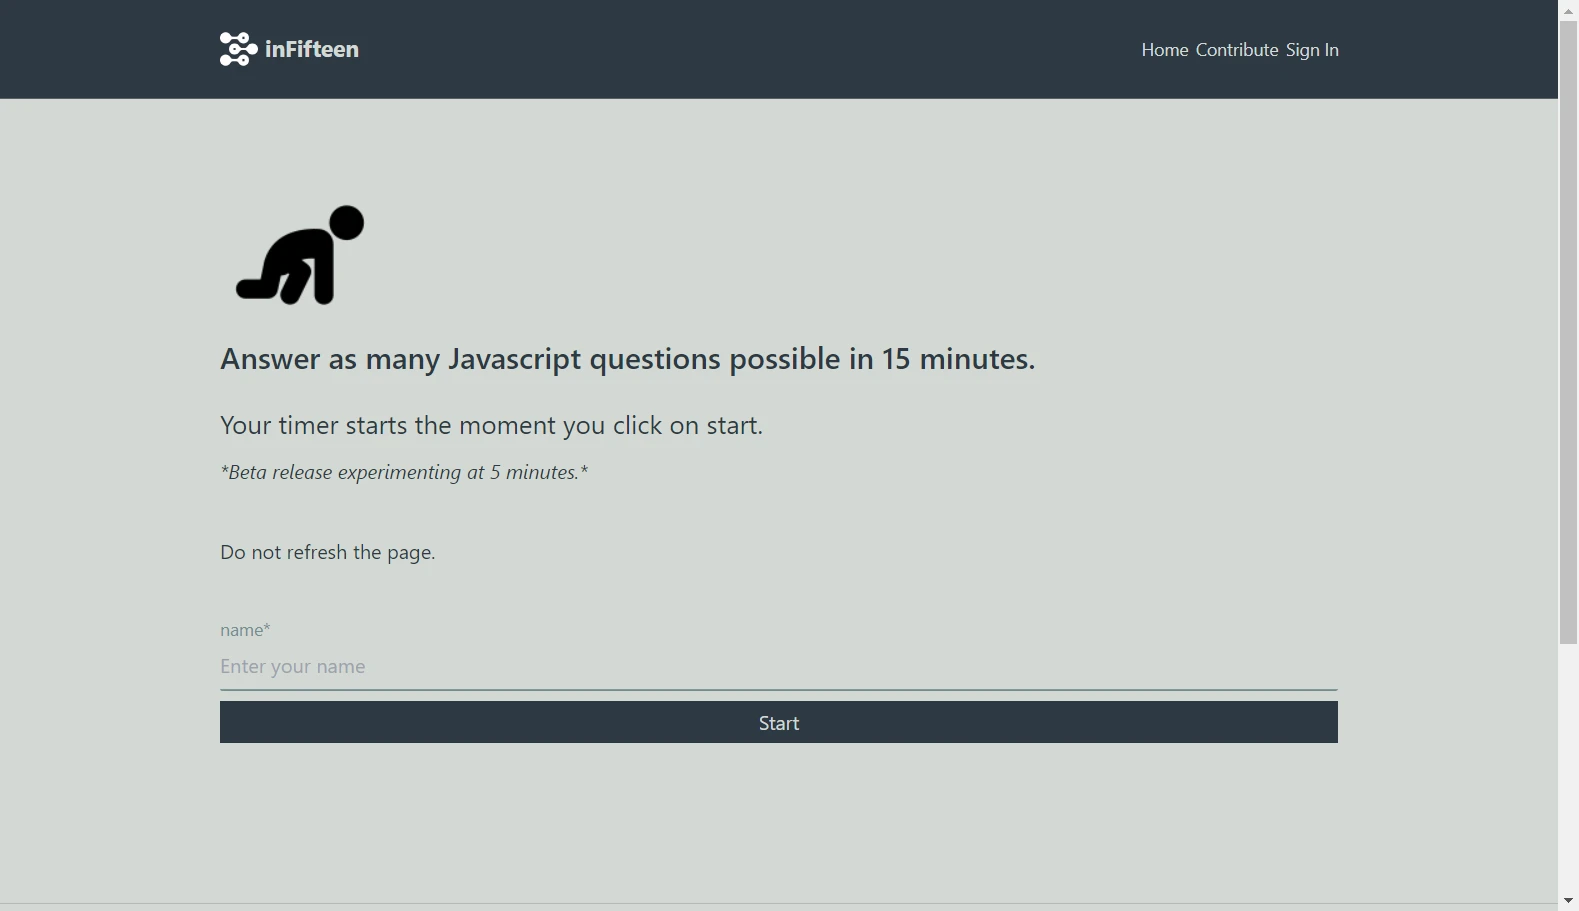 inFifteen
Home Contribute Sign In
Answer as many Javascript questions possible in 15 minutes.
Your timer starts the moment you click on start.
*Beta release experimenting at 5 minutes.*
Do not refresh the page.
name*
Enter your name
Start